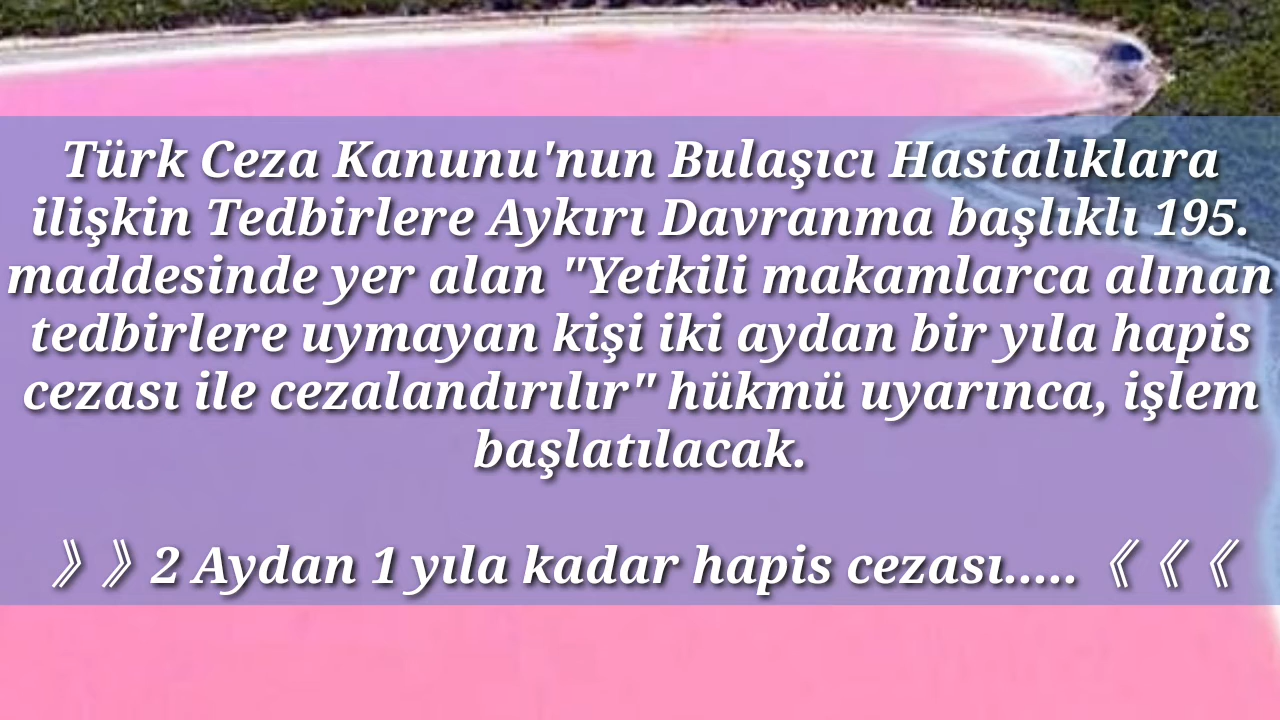 Türk Ceza Kanunu'nun Bulaşıcı Hastalıklara
ilişkin Tedbirlere Aykırı Davranma başlıklı 195.
maddesinde yer alan "Yetkili makamlarca alınan
tedbirlere uymayan kişi iki aydan bir yıla hapis
cezası ile cezalandırılır" hükmü uyarınca, işlem
başlatılacak.
》》2 Aydan 1 yıla kadar hapis cezası..... 《《《